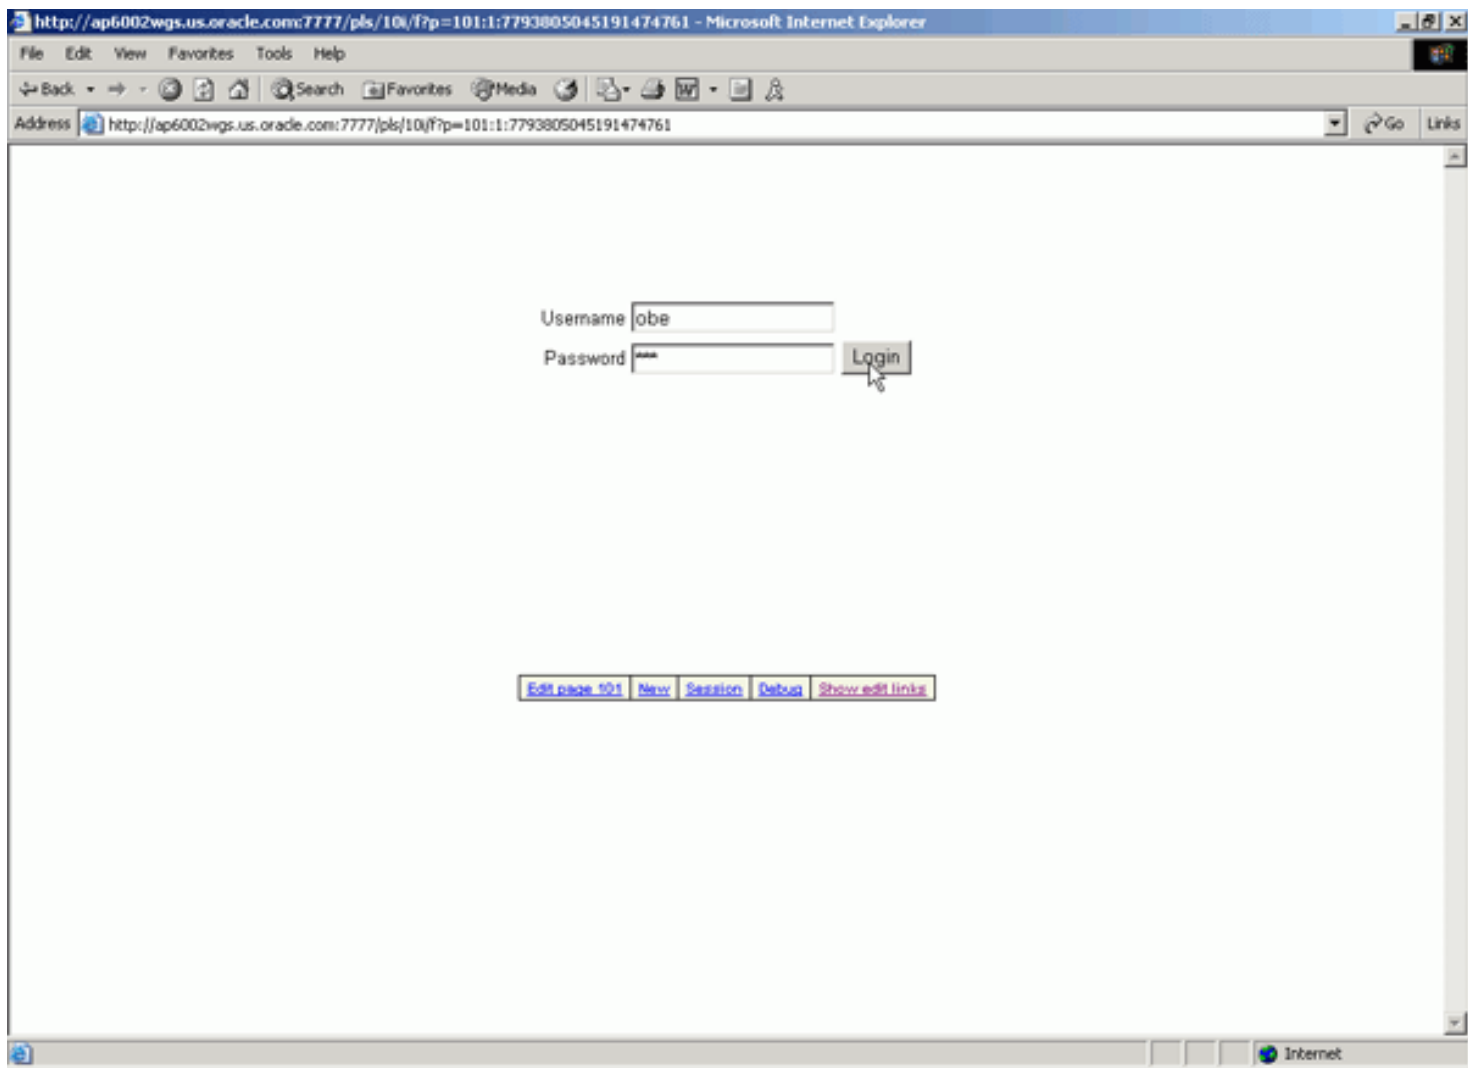 http://ap6002wgs.us.oracle.com:7777/pls/10i/f?p=101:1:7793805045191474761 - Microsoft Internet Explorer
File Edit View Favorites Tools Help
Back Search Favorites Media
Address http://ap6002wgs.us.oracle.com:7777/pls/10i/f?p=101:1:7793805045191474761 Go Links
Username obe
Password *** Login
Edit page 101 New Session Debug Show edit links
Internet